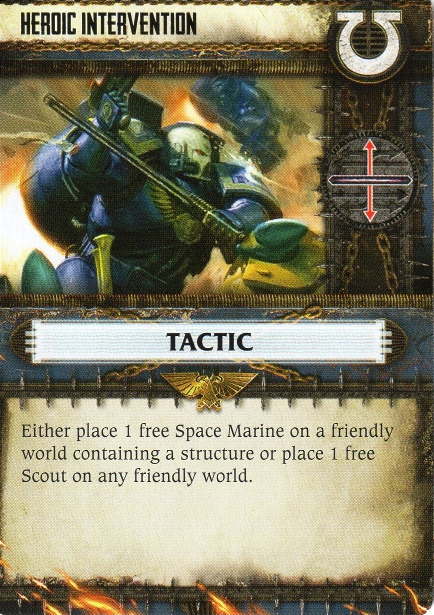 HEROIC INTERVENTION
TACTIC
Either place 1 free Space Marine on a friendly
world containing a structure or place 1 free
Scout on any friendly world.